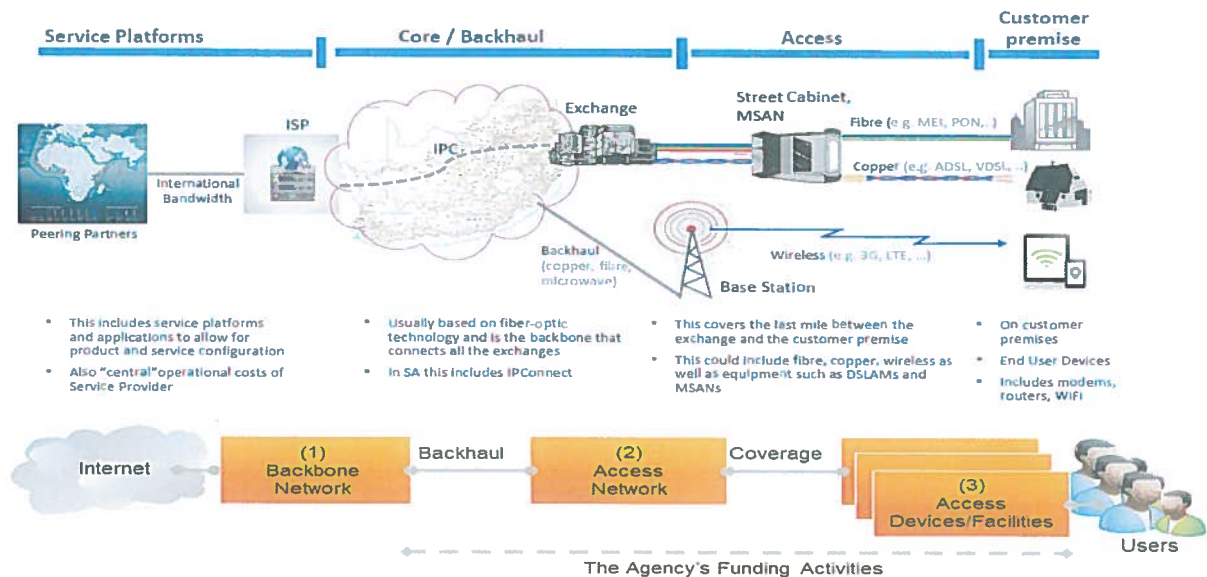 Service Platforms
Core / Backhaul
Access
Customer
premise
ISP
IPC
Exchange
Street Cabinet,
MSAN
Fibre (e.g. MEI, PON,..)
Copper (e.g. ADSL, VDSL, ..)
International
Bandwidth
Peering Partners
Backhaul
(copper, fibre,
microwave)
Wireless (e.g. 3G, LTE, ...)
Base Station
• This includes service platforms
and applications to allow for
product and service configuration
• Also "central"operational costs of
Service Provider
• Usually based on fiber-optic
technology and is the backbone that
connects all the exchanges
• In SA this includes IPConnect
• This covers the last mile between the
exchange and the customer premise
• This could include fibre, copper, wireless as
well as equipment such as DSLAMs and
MSANs
• On customer
premises
• End User Devices
• Includes modems,
routers, WiFi
Internet
(1)
Backbone
Network
Backhaul
(2)
Access
Network
Coverage
(3)
Access
Devices/Facilities
Users
The Agency's Funding Activities